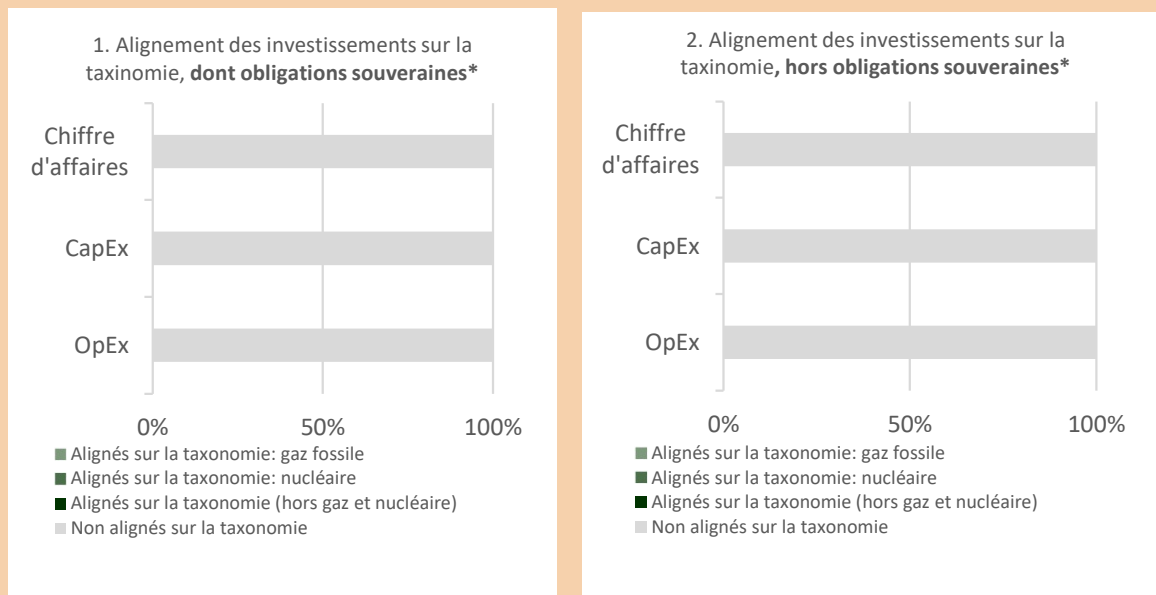 1. Alignement des investissements sur la
taxinomie, dont obligations souveraines*
Chiffre
d'affaires
CapEx
OpEx
0%
50%
100%
Alignés sur la taxonomie: gaz fossile
Alignés sur la taxonomie: nucléaire
Alignés sur la taxonomie (hors gaz et nucléaire)
Non alignés sur la taxonomie
2. Alignement des investissements sur la
taxinomie, hors obligations souveraines*
Chiffre
d'affaires
CapEx
OpEx
0%
50%
100%
Alignés sur la taxonomie: gaz fossile
Alignés sur la taxonomie: nucléaire
Alignés sur la taxonomie (hors gaz et nucléaire)
Non alignés sur la taxonomie